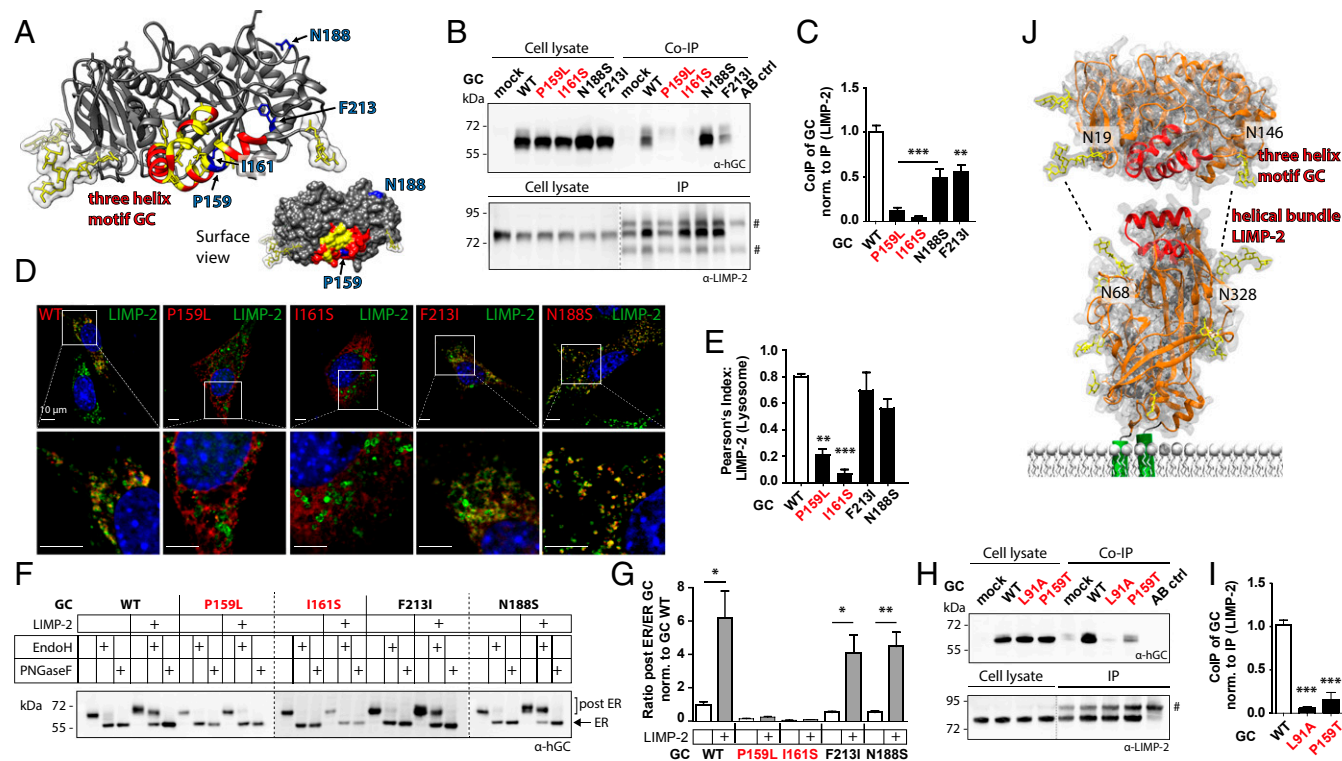 A
N188
F213
I161
P159
three helix
motif GC
N188
Surface
view
P159
B
Cell lysate
Co-IP
GC mock WT P159L I161S N188S F213I mock WT P159L I161S N188S F213I AB ctrl
kDa
72 -
55 -
α-hGC
Cell lysate
IP
95 -
72 -
#
#
α-LIMP-2
C
CoIP of GC
norm. to IP (LIMP-2)
1.5
1.0
0.5
0.0
***
**
GC WT P159L I161S N188S F213I
J
N19
N146
three helix
motif GC
helical bundle
LIMP-2
N68
N328
D
WT LIMP-2
P159L LIMP-2
I161S LIMP-2
F213I LIMP-2
N188S LIMP-2
10 μm
E
Pearson's Index:
LIMP-2 (Lysosome)
1.0
0.8
0.6
0.4
0.2
0.0
**
***
GC WT P159L I161S F213I N188S
F
GC WT P159L I161S F213I N188S
LIMP-2 + + + + +
EndoH + + + + + + + + + +
PNGaseF + + + + + + + + + +
kDa 72 -
55 -
post ER
ER
α-hGC
G
Ratio post ER/ER GC
norm. to GC WT
8
6
4
2
0
*
*
**
LIMP-2 + + + + +
GC WT P159L I161S F213I N188S
H
Cell lysate
Co-IP
GC mock WT L91A P159T mock WT L91A P159T AB ctrl
kDa
72 -
55 -
α-hGC
Cell lysate
IP
95 -
72 -
#
α-LIMP-2
I
CoIP of GC
norm. to IP (LIMP-2)
1.5
1.0
0.5
0.0
***
***
GC WT L91A P159T